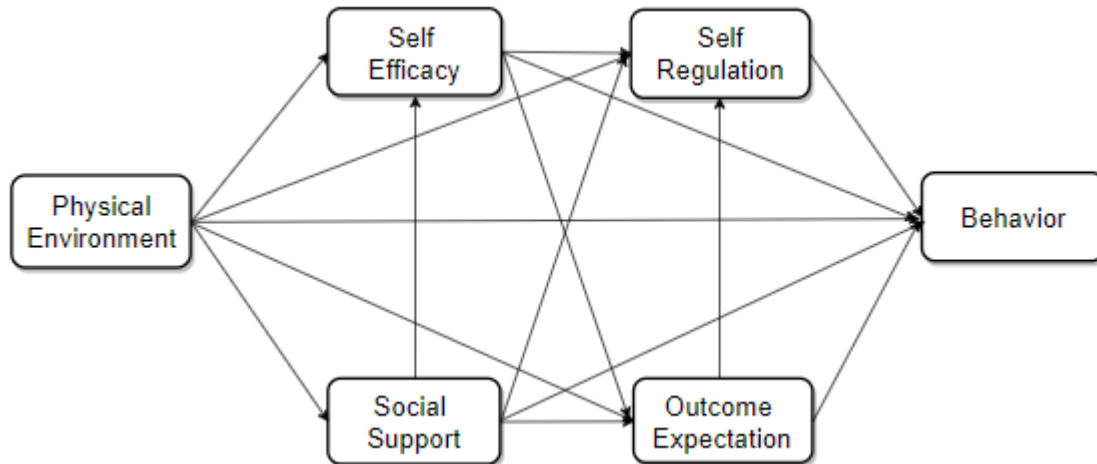 Self
Efficacy
Self
Regulation
Physical
Environment
Behavior
Social
Support
Outcome
Expectation